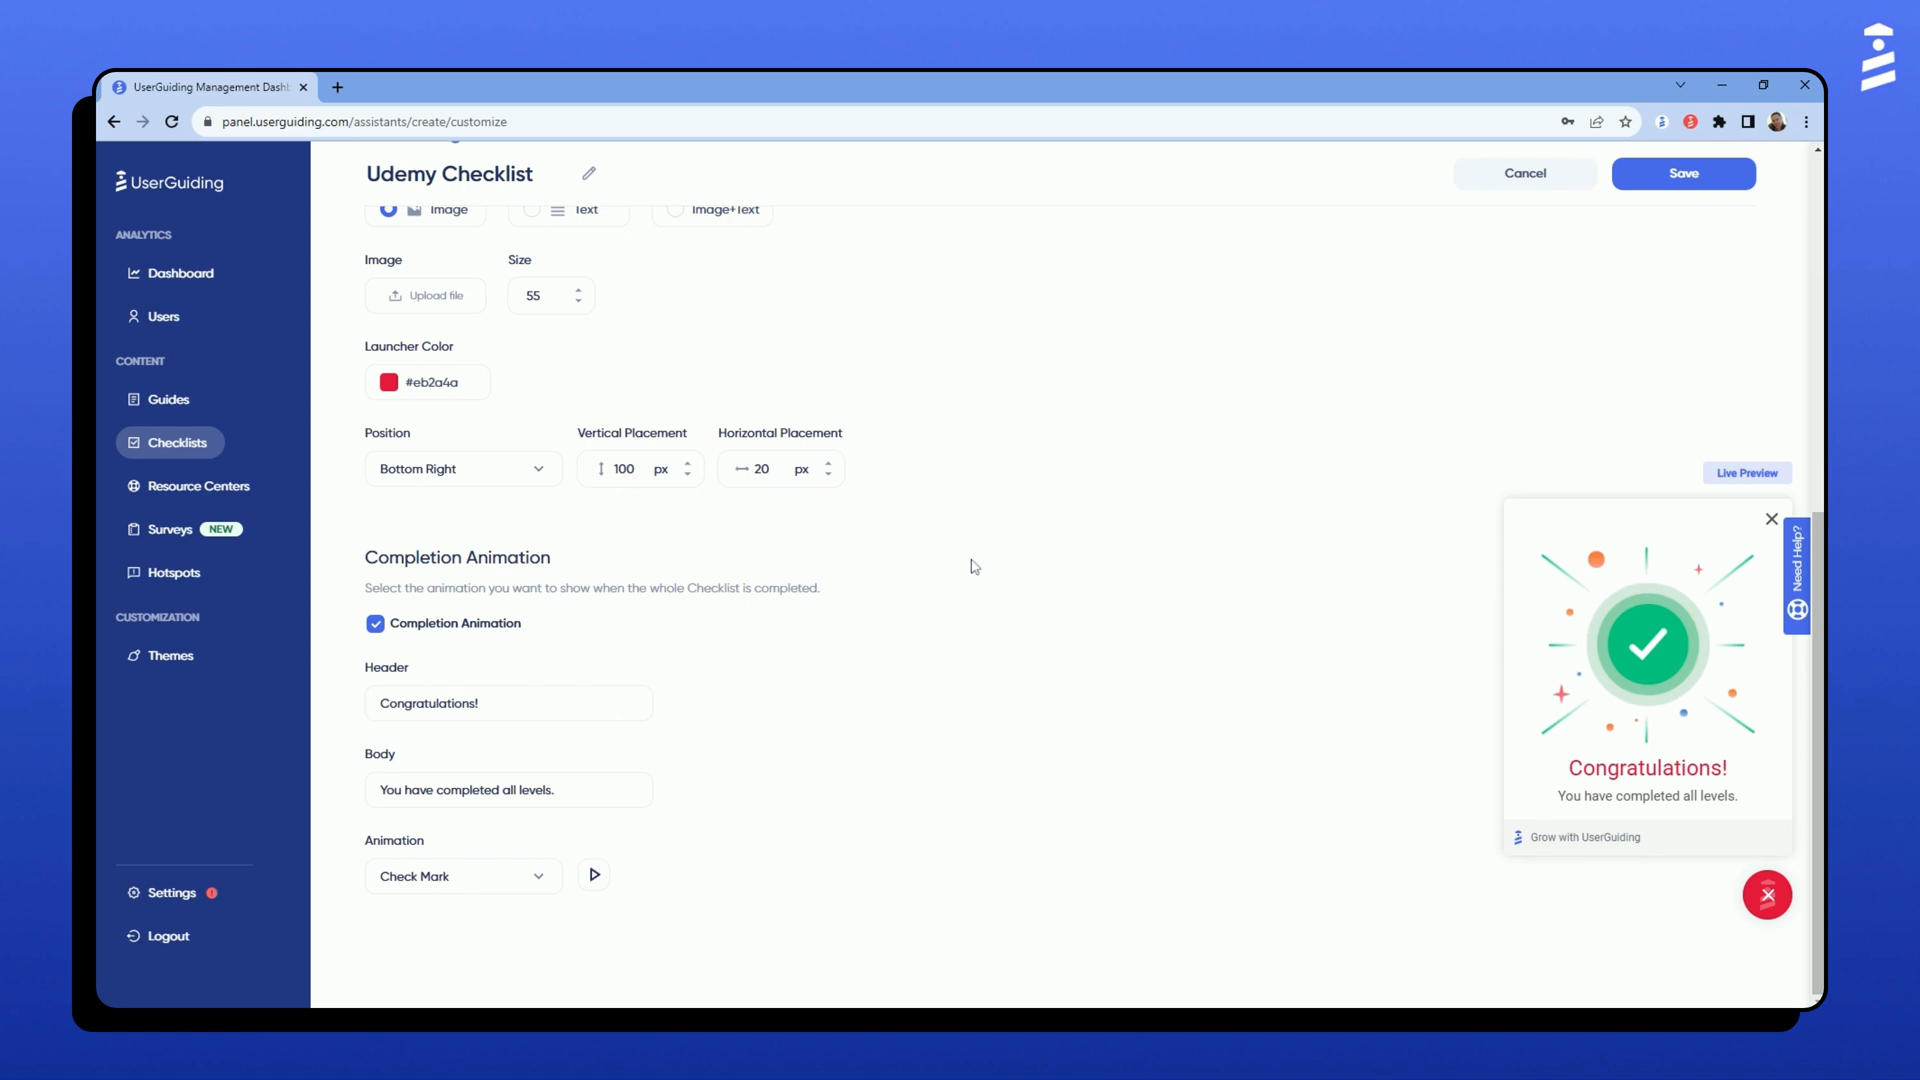 UserGuiding Management Dash
panel.userguiding.com/assistants/create/customize
UserGuiding
ANALYTICS
Dashboard
Users
CONTENT
Guides
Checklists
Resource Centers
Surveys NEW
Hotspots
CUSTOMIZATION
Themes
Settings !
Logout
Udemy Checklist
Cancel
Save
Image
Text
Image+Text
Image
Size
Upload file
55
Launcher Color
#eb2a4a
Position
Vertical Placement
Horizontal Placement
Bottom Right
100 px
20 px
Completion Animation
Select the animation you want to show when the whole Checklist is completed.
Completion Animation
Header
Congratulations!
Body
You have completed all levels.
Animation
Check Mark
Live Preview
Need Help?
Congratulations!
You have completed all levels.
Grow with UserGuiding